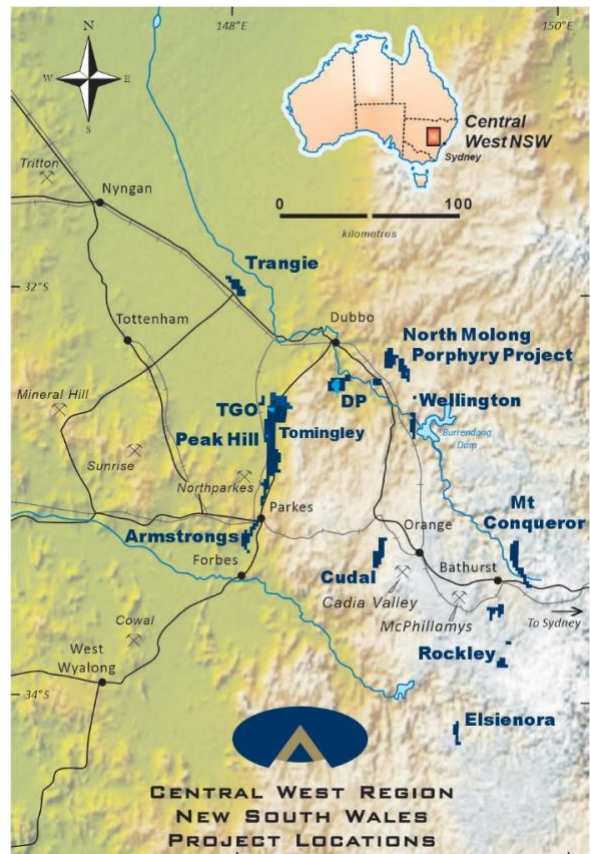 148°E
150°E
N
W
E
S
Central
West NSW
Sydney
0
100
kilometres
Tritton
Nyngan
Trangie
32°S
Tottenham
Dubbo
North Molong
Porphyry Project
Mineral Hill
DP
Wellington
TGO
Burrendong
Dam
Peak Hill
Tomingley
Sunrise
Northparkes
Parkes
Mt
Conqueror
Armstrongs
Orange
Forbes
Bathurst
Cudal
Cadia Valley
McPhillamys
To Sydney
Cowal
West
Wyalong
Rockley
34°S
Elsienora
CENTRAL WEST REGION
NEW SOUTH WALES
PROJECT LOCATIONS